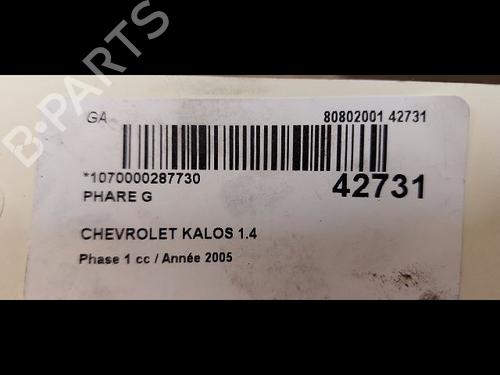 GA
80802001 42731
*1070000287730
42731
PHARE G
CHEVROLET KALOS 1.4
Phase 1 cc / Année 2005
B-PARTS